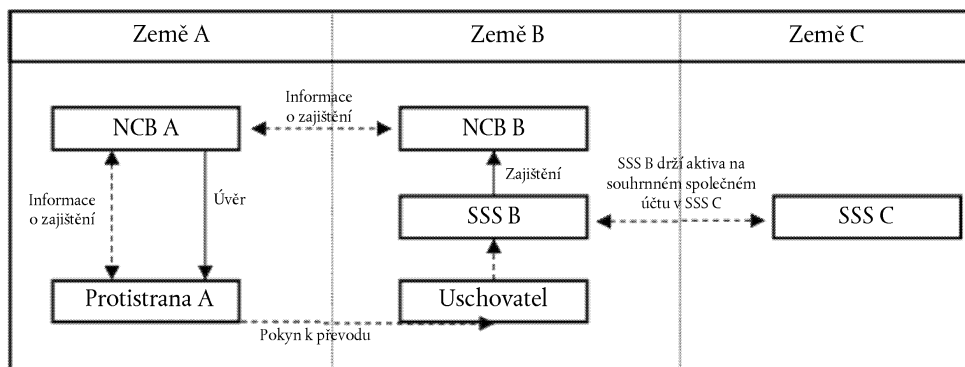 Země A
Země B
Země C
NCB A
Informace
o zajištění
NCB B
Informace
o zajištění
Úvěr
Zajištění
SSS B drží aktiva na
souhrnném společném
účtu v SSS C
SSS B
SSS C
Protistrana A
Uschovatel
Pokyn k převodu